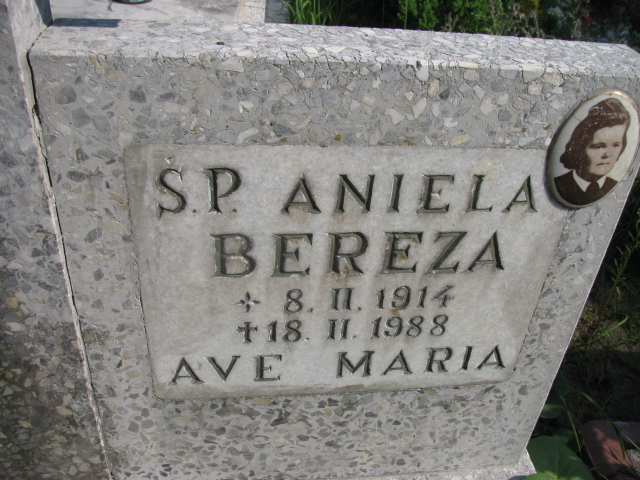 Ś.P. ANIELA
BEREZA
* 8. II. 1914
† 18. II. 1988
AVE MARIA